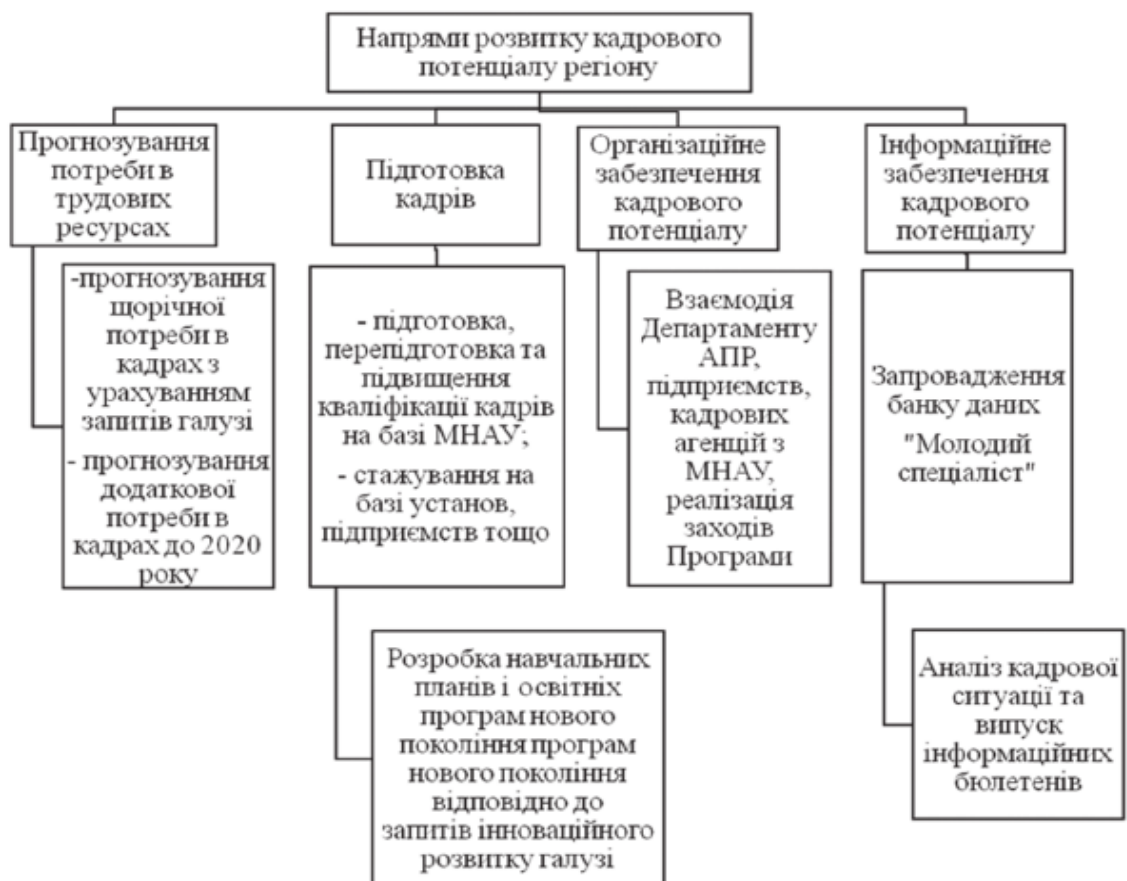 Напрями розвитку кадрового
потенціалу регіону
Прогнозування
потреби в
трудових
ресурсах
Підготовка
кадрів
Організаційне
забезпечення
кадрового
потенціалу
Інформаційне
забезпечення
кадрового
потенціалу
-прогнозування
щорічної
потреби в
кадрах з
урахуванням
запитів галузі
- прогнозування
додаткової
потреби в
кадрах до 2020
року
- підготовка,
перепідготовка та
підвищення
кваліфікації кадрів
на базі МНАУ;
- стажування на
базі установ,
підприємств тощо
Взаємодія
Департаменту
АПР,
підприємств,
кадрових
агенцій з
МНАУ,
реалізація
заходів
Програми
Запровадження
банку даних
"Молодий
спеціаліст"
Розробка навчальних
планів і освітніх
програм нового
покоління програм
нового покоління
відповідно до
запитів інноваційного
розвитку галузі
Аналіз кадрової
ситуації та
випуск
інформаційних
бюлетенів